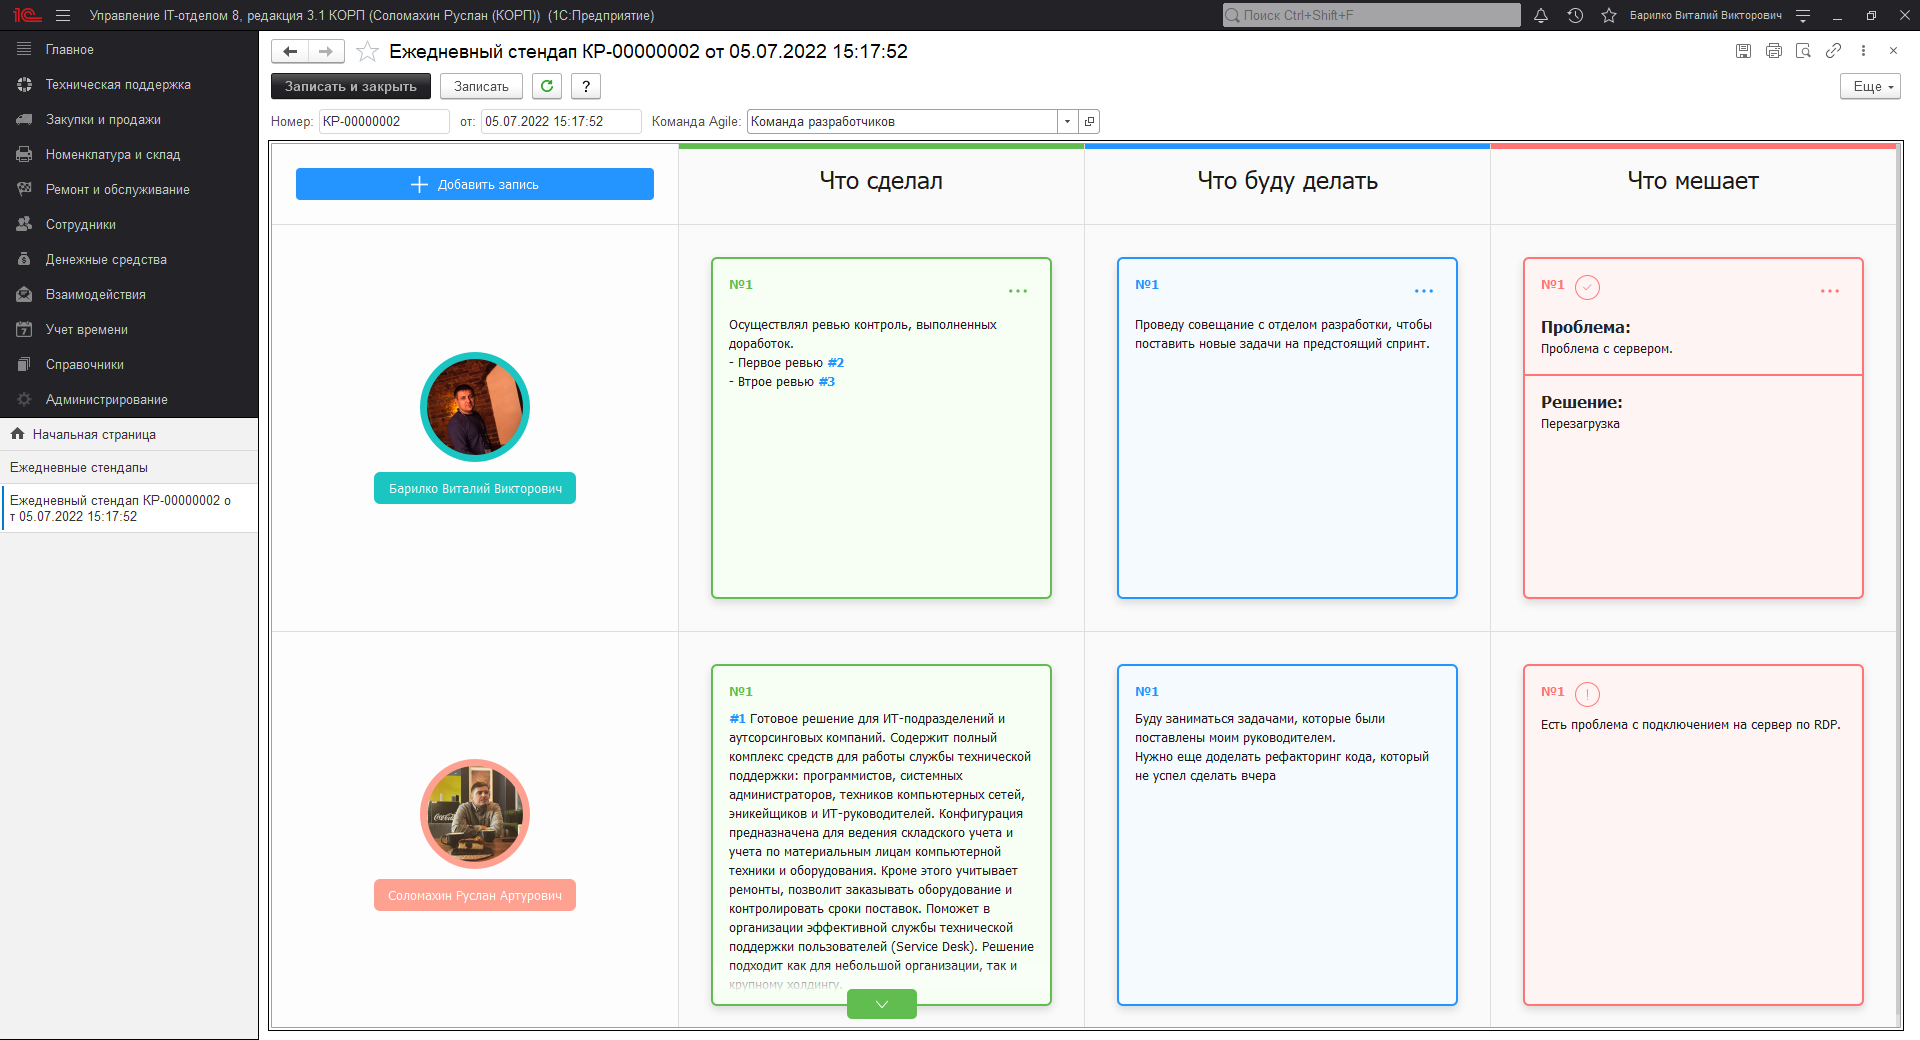 Управление IT-отделом 8, редакция 3.1 КОРП (Соломахин Руслан (КОРП)) (1С:Предприятие)
Поиск Ctrl+Shift+F
Барилко Виталий Викторович
Главное
Техническая поддержка
Закупки и продажи
Номенклатура и склад
Ремонт и обслуживание
Сотрудники
Денежные средства
Взаимодействия
Учет времени
Справочники
Администрирование
Начальная страница
Ежедневные стендапы
Ежедневный стендап КР-00000002 о
т 05.07.2022 15:17:52
Ежедневный стендап КР-00000002 от 05.07.2022 15:17:52
Записать и закрыть
Записать
?
Еще
Номер: КР-00000002 от: 05.07.2022 15:17:52 Команда Agile: Команда разработчиков
Добавить запись
Что сделал
Что буду делать
Что мешает
Барилко Виталий Викторович
№1
Осуществлял ревью контроль, выполненных
доработок.
- Первое ревью #2
- Втрое ревью #3
№1
Проведу совещание с отделом разработки, чтобы
поставить новые задачи на предстоящий спринт.
№1
Проблема:
Проблема с сервером.
Решение:
Перезагрузка
Соломахин Руслан Артурович
№1
#1 Готовое решение для ИТ-подразделений и
аутсорсинговых компаний. Содержит полный
комплекс средств для работы службы технической
поддержки: программистов, системных
администраторов, техников компьютерных сетей,
эникейщиков и ИТ-руководителей. Конфигурация
предназначена для ведения складского учета и
учета по материальным лицам компьютерной
техники и оборудования. Кроме этого учитывает
ремонты, позволит заказывать оборудование и
контролировать сроки поставок. Поможет в
организации эффективной службы технической
поддержки пользователей (Service Desk). Решение
подходит как для небольшой организации, так и
крупному холдингу.
№1
Буду заниматься задачами, которые были
поставлены моим руководителем.
Нужно еще доделать рефакторинг кода, который
не успел сделать вчера
№1
Есть проблема с подключением на сервер по RDP.